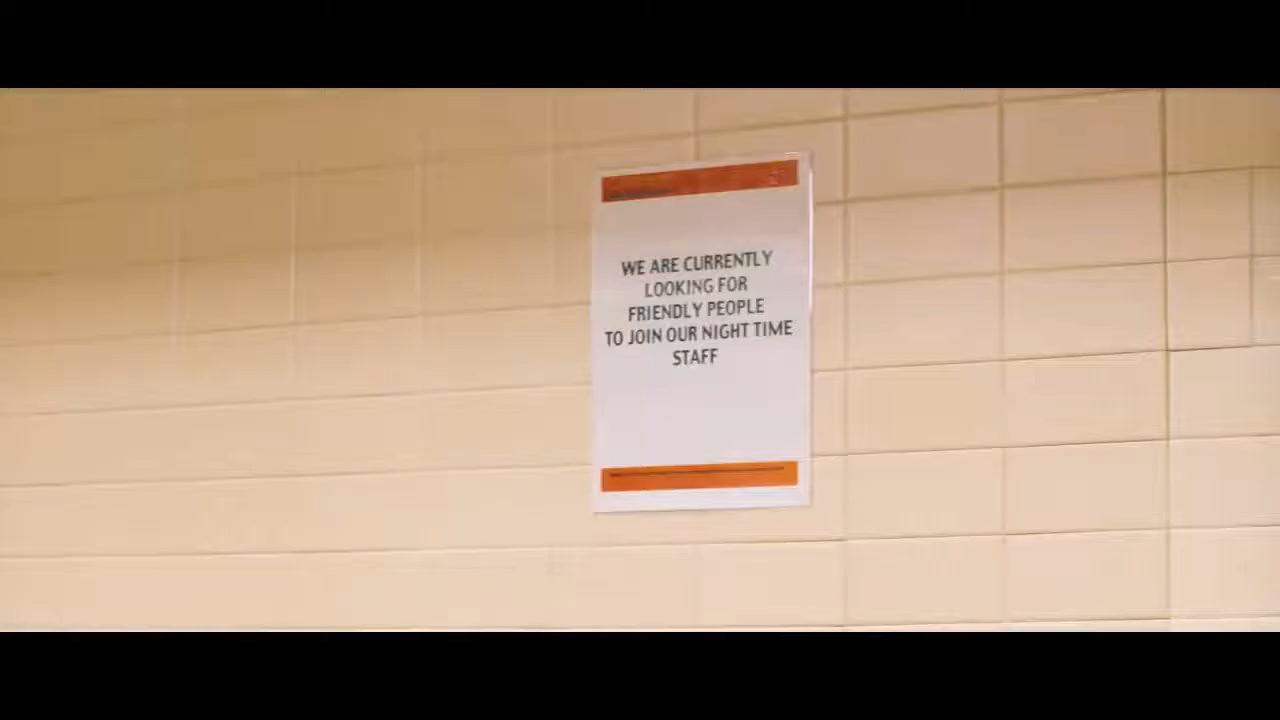 WE ARE CURRENTLY
LOOKING FOR
FRIENDLY PEOPLE
TO JOIN OUR NIGHT TIME
STAFF